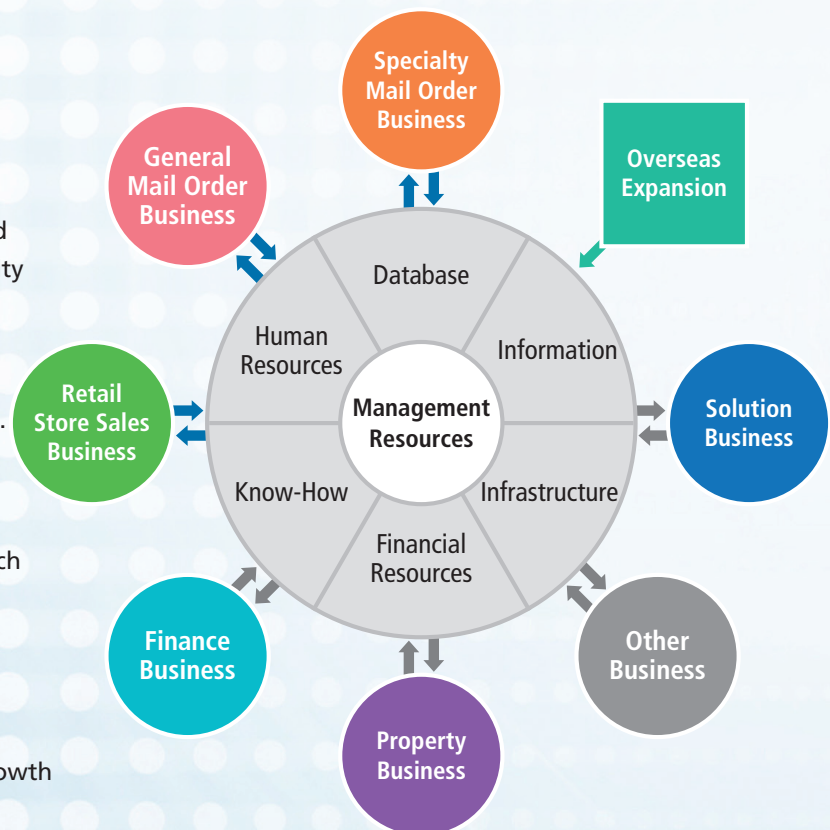 Specialty
Mail Order
Business
General
Mail Order
Business
Overseas
Expansion
Database
Human
Resources
Information
Retail
Store Sales
Business
Management
Resources
Solution
Business
Know-How
Infrastructure
Financial
Resources
Finance
Business
Other
Business
Property
Business